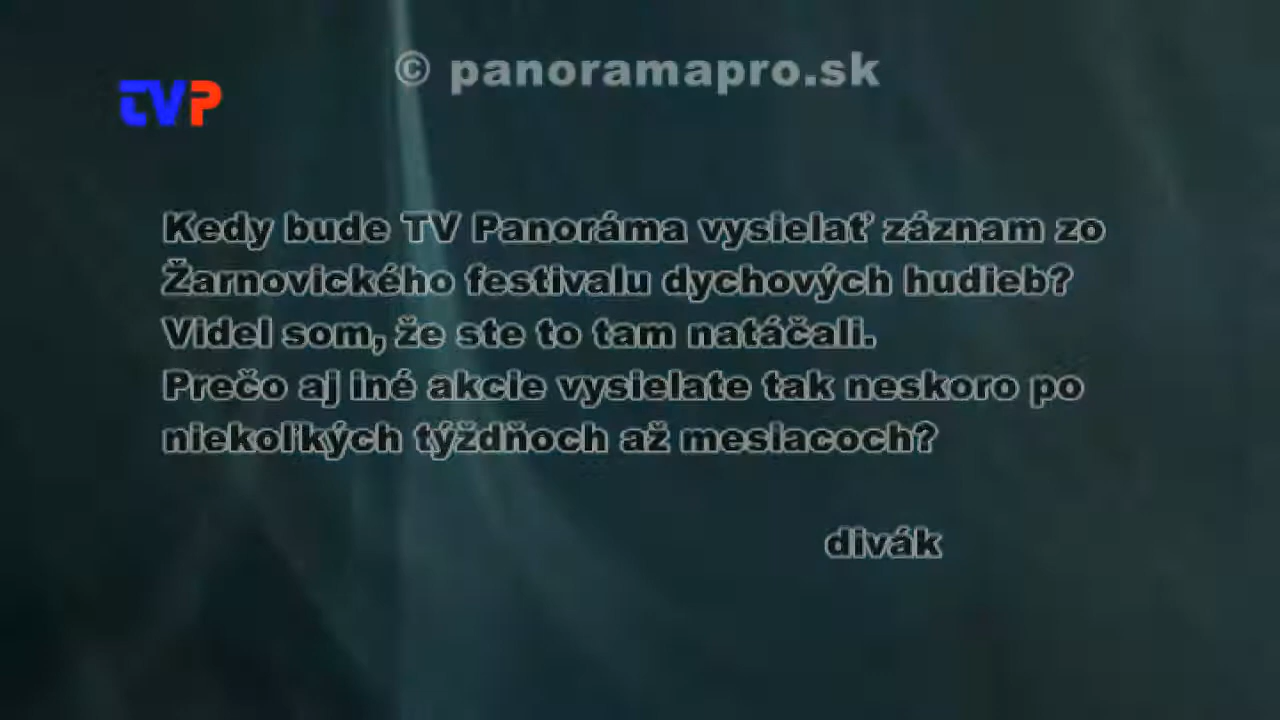 © panoramapro.sk
TVP
Kedy bude TV Panoráma vysielať záznam zo
Žarnovického festivalu dychových hudieb?
Videl som, že ste to tam natáčali.
Prečo aj iné akcie vysielate tak neskoro po
niekoľkých týždňoch až mesiacoch?
divák